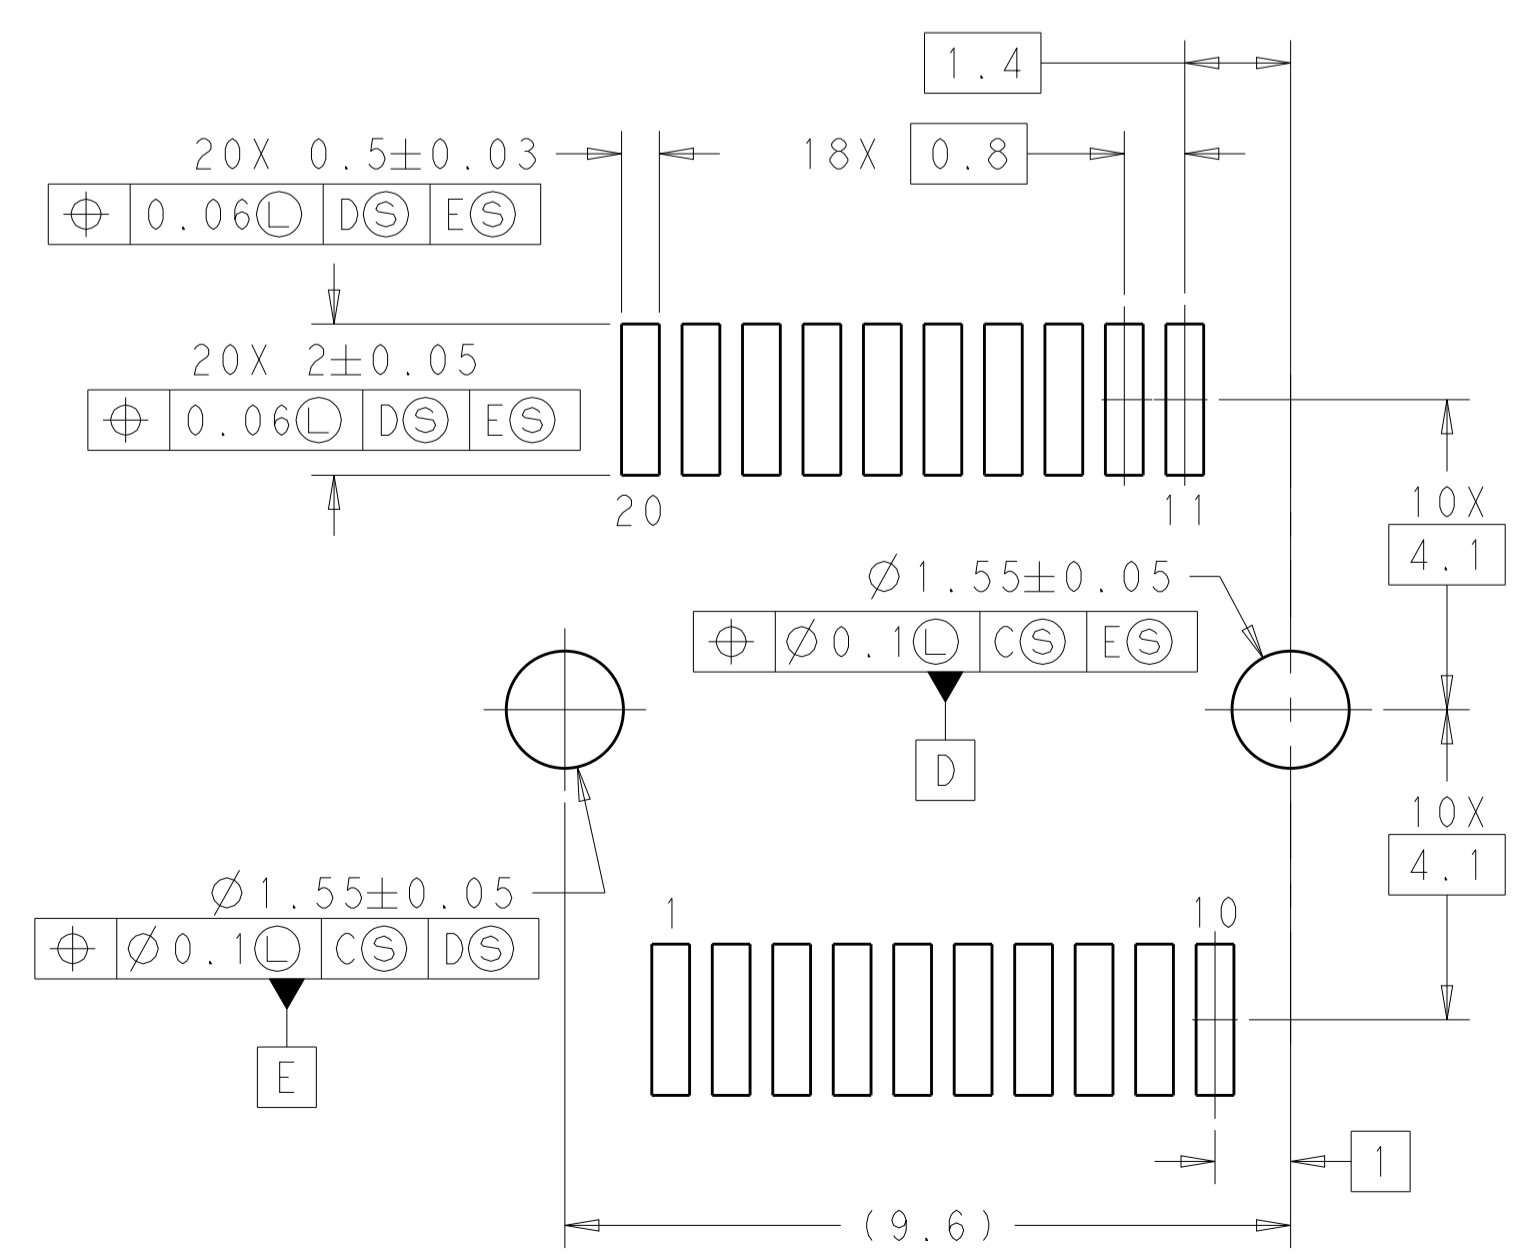 1.4
20X 0.5±0.03
18X 0.8
⌖ 0.06Ⓛ DⓈ EⓈ
20X 2±0.05
⌖ 0.06Ⓛ DⓈ EⓈ
20
11
10X
4.1
Ø1.55±0.05
⌖ Ø0.1Ⓛ CⓈ EⓈ
D
10X
4.1
Ø1.55±0.05
⌖ Ø0.1Ⓛ CⓈ DⓈ
E
1
10
1
(9.6)